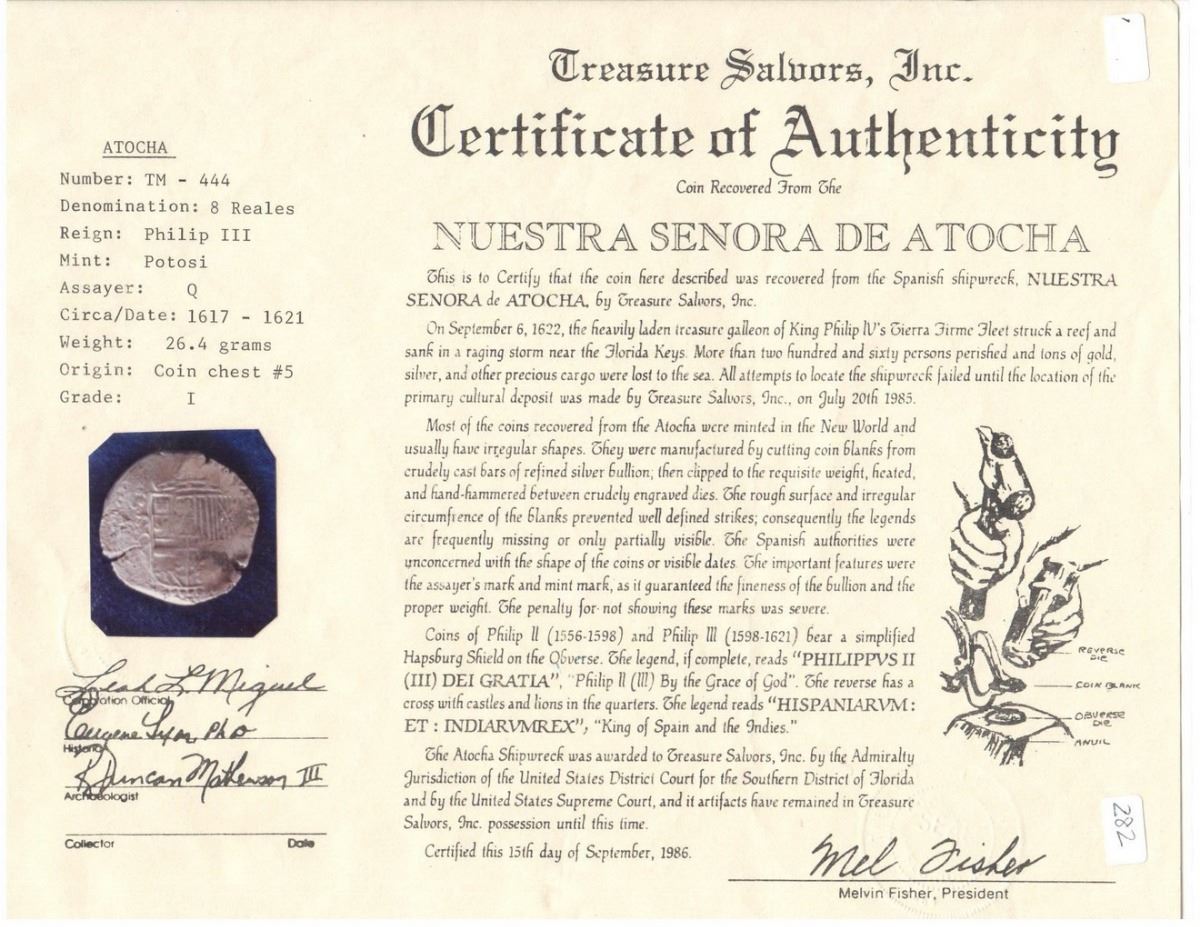 Treasure Salvors, Inc.
Certificate of Authenticity
Coin Recovered From The
NUESTRA SENORA DE ATOCHA
ATOCHA
Number: TM - 444
Denomination: 8 Reales
Reign: Philip III
Mint: Potosi
Assayer: Q
Circa/Date: 1617 - 1621
Weight: 26.4 grams
Origin: Coin chest #5
Grade: I
Leah L. Miguel
Corporation Official
Eugene Lyon, PhD
Historian
R Duncan Mathewson III
Archaeologist
Collector Date
This is to Certify that the coin here described was recovered from the Spanish shipwreck, NUESTRA
SENORA de ATOCHA, by Treasure Salvors, Inc.
On September 6, 1622, the heavily laden treasure galleon of King Philip IV's Tierra Firme Fleet struck a reef and
sank in a raging storm near the Florida Keys. More than two hundred and sixty persons perished and tons of gold,
silver, and other precious cargo were lost to the sea. All attempts to locate the shipwreck failed until the location of the
primary cultural deposit was made by Treasure Salvors, Inc., on July 20th 1985.
Most of the coins recovered from the Atocha were minted in the New World and
usually have irregular shapes. They were manufactured by cutting coin blanks from
crudely cast bars of refined silver bullion; then clipped to the requisite weight, heated,
and hand-hammered between crudely engraved dies. The rough surface and irregular
circumfrence of the blanks prevented well defined strikes; consequently the legends
are frequently missing or only partially visible. The Spanish authorities were
unconcerned with the shape of the coins or visible dates. The important features were
the assayer's mark and mint mark, as it guaranteed the fineness of the bullion and the
proper weight. The penalty for not showing these marks was severe.
Coins of Philip II (1556-1598) and Philip III (1598-1621) bear a simplified
Hapsburg Shield on the Obverse. The legend, if complete, reads "PHILIPPVS II
(III) DEI GRATIA", "Philip II (III) By the Grace of God". The reverse has a
cross with castles and lions in the quarters. The legend reads "HISPANIARVM :
ET : INDIARVMREX", "King of Spain and the Indies."
The Atocha Shipwreck was awarded to Treasure Salvors, Inc. by the Admiralty
Jurisdiction of the United States District Court for the Southern District of Florida
and by the United States Supreme Court, and it artifacts have remained in Treasure
Salvors, Inc. possession until this time.
Certified this 15th day of September, 1986.
REVERSE
DIE
COIN BLANK
OBVERSE
DIE
ANVIL
282
Mel Fisher
Melvin Fisher, President